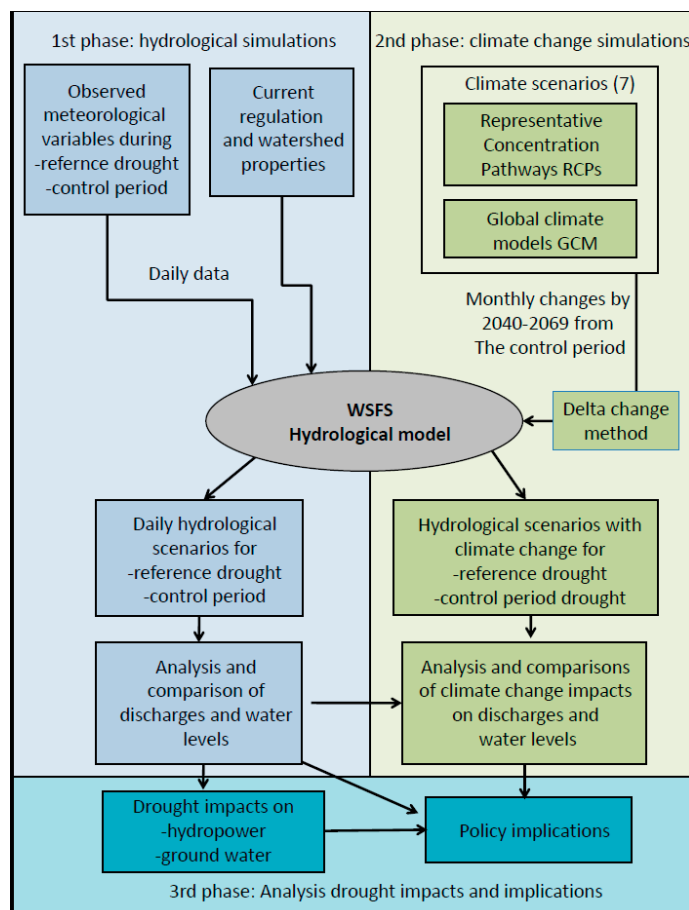 1st phase: hydrological simulations
2nd phase: climate change simulations
Observed
meteorological
variables during
-refernce drought
-control period
Current
regulation
and watershed
properties
Climate scenarios (7)
Representative
Concentration
Pathways RCPs
Global climate
models GCM
Daily data
Monthly changes by
2040-2069 from
The control period
WSFS
Hydrological model
Delta change
method
Daily hydrological
scenarios for
-reference drought
-control period
Hydrological scenarios with
climate change for
-reference drought
-control period drought
Analysis and
comparison of
discharges and water
levels
Analysis and comparisons
of climate change impacts
on discharges and
water levels
Drought impacts on
-hydropower
-ground water
Policy implications
3rd phase: Analysis drought impacts and implications